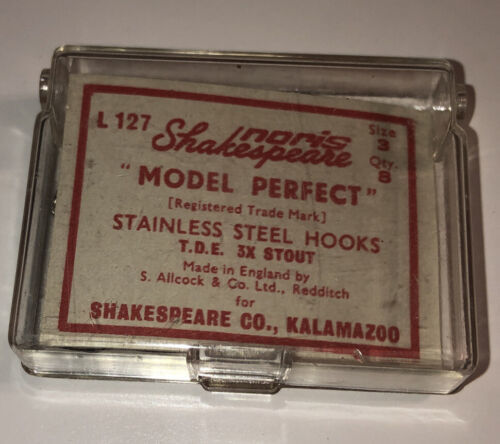 L 127 noris Size
Shakespeare 3
Qty.
8
"MODEL PERFECT"
[Registered Trade Mark]
STAINLESS STEEL HOOKS
T.D.E. 3X STOUT
Made in England by
S. Allcock & Co. Ltd., Redditch
for
SHAKESPEARE CO., KALAMAZOO